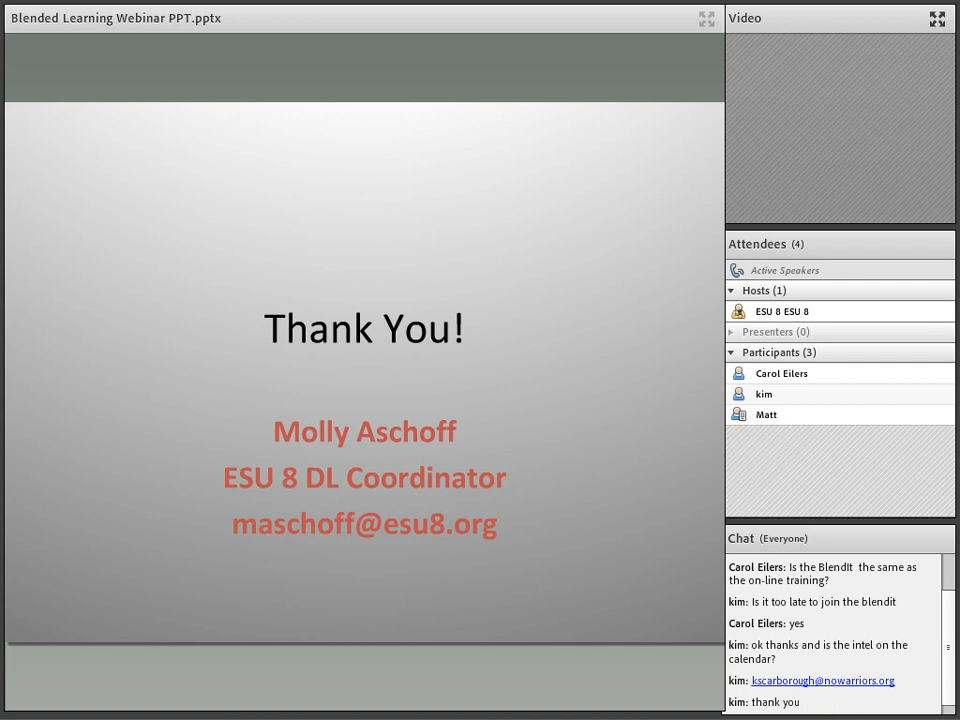 Blended Learning Webinar PPT.pptx
Thank You!
Molly Aschoff
ESU 8 DL Coordinator
maschoff@esu8.org
Video
Attendees (4)
Active Speakers
Hosts (1)
ESU 8 ESU 8
Presenters (0)
Participants (3)
Carol Eilers
kim
Matt
Chat (Everyone)
Carol Eilers: Is the BlendIt the same as
the on-line training?
kim: Is it too late to join the blendit
Carol Eilers: yes
kim: ok thanks and is the intel on the
calendar?
kim: kscarborough@nowarriors.org
kim: thank you